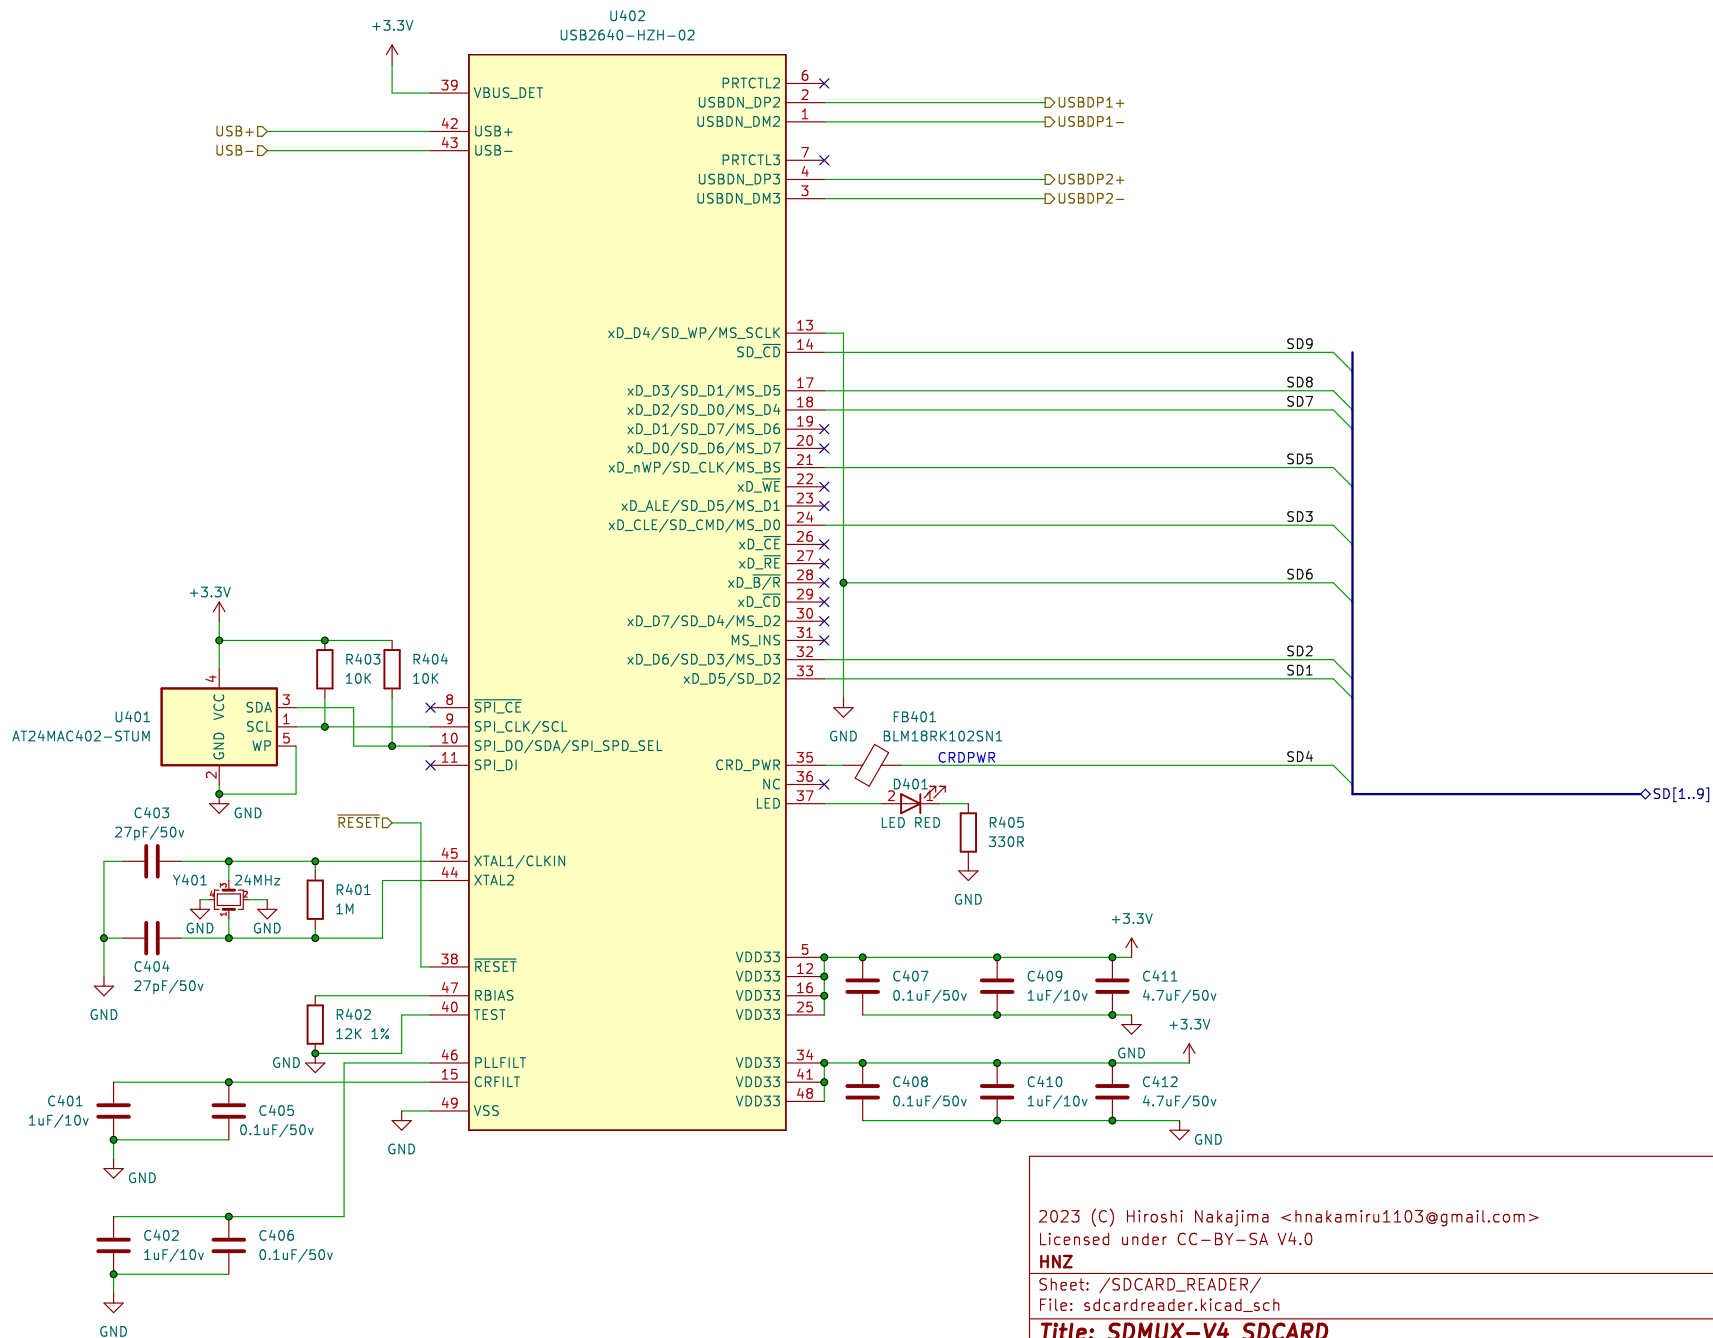 U402
USB2640-HZH-02
+3.3V
39 VBUS_DET
USB+ 42 USB+
USB- 43 USB-
PRTCTL2 6
USBDN_DP2 2 USBDP1+
USBDN_DM2 1 USBDP1-
PRTCTL3 7
USBDN_DP3 4 USBDP2+
USBDN_DM3 3 USBDP2-
xD_D4/SD_WP/MS_SCLK 13
SD_CD 14 SD9
xD_D3/SD_D1/MS_D5 17 SD8
xD_D2/SD_D0/MS_D4 18 SD7
xD_D1/SD_D7/MS_D6 19
xD_D0/SD_D6/MS_D7 20
xD_nWP/SD_CLK/MS_BS 21 SD5
xD_WE 22
xD_ALE/SD_D5/MS_D1 23
xD_CLE/SD_CMD/MS_D0 24 SD3
xD_CE 26
xD_RE 27
xD_B/R 28 SD6
xD_CD 29
xD_D7/SD_D4/MS_D2 30
MS_INS 31
xD_D6/SD_D3/MS_D3 32 SD2
xD_D5/SD_D2 33 SD1
GND
+3.3V
R403
10K
R404
10K
U401
AT24MAC402-STUM
4 VCC
GND 2
SDA 3
SCL 1
WP 5
GND
8 SPI_CE
9 SPI_CLK/SCL
10 SPI_DO/SDA/SPI_SPD_SEL
11 SPI_DI
FB401
BLM18RK102SN1
CRD_PWR 35 CRDPWR SD4
NC 36
LED 37
D401
2 1
LED RED
R405
330R
GND
SD[1..9]
C403
27pF/50v
RESET
45 XTAL1/CLKIN
44 XTAL2
Y401 24MHz
3
4 2
1
GND GND
R401
1M
C404
27pF/50v
GND
38 RESET
47 RBIAS
40 TEST
R402
12K 1%
GND
46 PLLFILT
15 CRFILT
49 VSS
GND
C401
1uF/10v
C405
0.1uF/50v
GND
C402
1uF/10v
C406
0.1uF/50v
GND
+3.3V
VDD33 5
VDD33 12
VDD33 16
VDD33 25
C407
0.1uF/50v
C409
1uF/10v
C411
4.7uF/50v
GND
+3.3V
VDD33 34
VDD33 41
VDD33 48
C408
0.1uF/50v
C410
1uF/10v
C412
4.7uF/50v
GND
2023 (C) Hiroshi Nakajima <hnakamiru1103@gmail.com>
Licensed under CC-BY-SA V4.0
HNZ
Sheet: /SDCARD_READER/
File: sdcardreader.kicad_sch
Title: SDMUX-V4 SDCARD